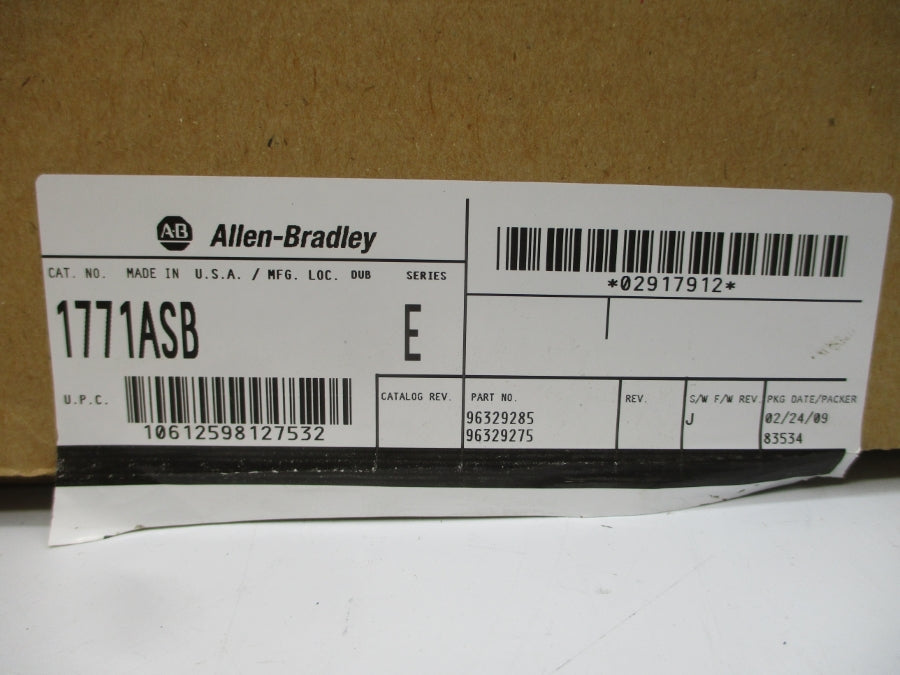 A-B Allen-Bradley
CAT. NO. MADE IN U.S.A. / MFG. LOC. DUB SERIES
1771ASB E
U.P.C.
10612598127532
*02917912*
CATALOG REV.
PART NO.
96329285
96329275
REV.
S/W F/W REV.
J
PKG DATE/PACKER
02/24/09
83534